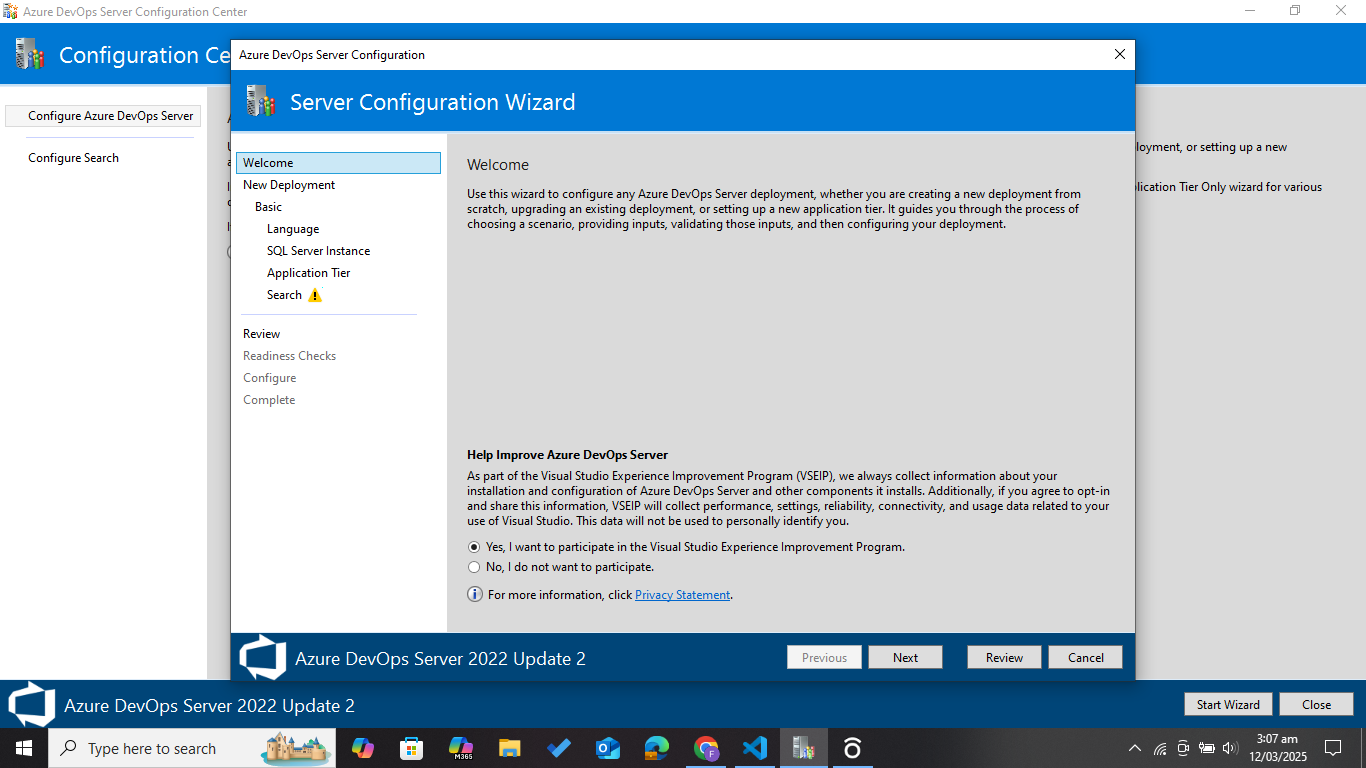 Azure DevOps Server Configuration Center
Configuration Ce
Configure Azure DevOps Server
Configure Search
Azure DevOps Server Configuration
Server Configuration Wizard
Welcome
New Deployment
Basic
Language
SQL Server Instance
Application Tier
Search
Review
Readiness Checks
Configure
Complete
Welcome
Use this wizard to configure any Azure DevOps Server deployment, whether you are creating a new deployment from
scratch, upgrading an existing deployment, or setting up a new application tier. It guides you through the process of
choosing a scenario, providing inputs, validating those inputs, and then configuring your deployment.
Help Improve Azure DevOps Server
As part of the Visual Studio Experience Improvement Program (VSEIP), we always collect information about your
installation and configuration of Azure DevOps Server and other components it installs. Additionally, if you agree to opt-in
and share this information, VSEIP will collect performance, settings, reliability, connectivity, and usage data related to your
use of Visual Studio. This data will not be used to personally identify you.
Yes, I want to participate in the Visual Studio Experience Improvement Program.
No, I do not want to participate.
For more information, click Privacy Statement.
Azure DevOps Server 2022 Update 2
Previous
Next
Review
Cancel
loyment, or setting up a new
lication Tier Only wizard for various
Azure DevOps Server 2022 Update 2
Start Wizard
Close
Type here to search
M365
F
3:07 am
12/03/2025